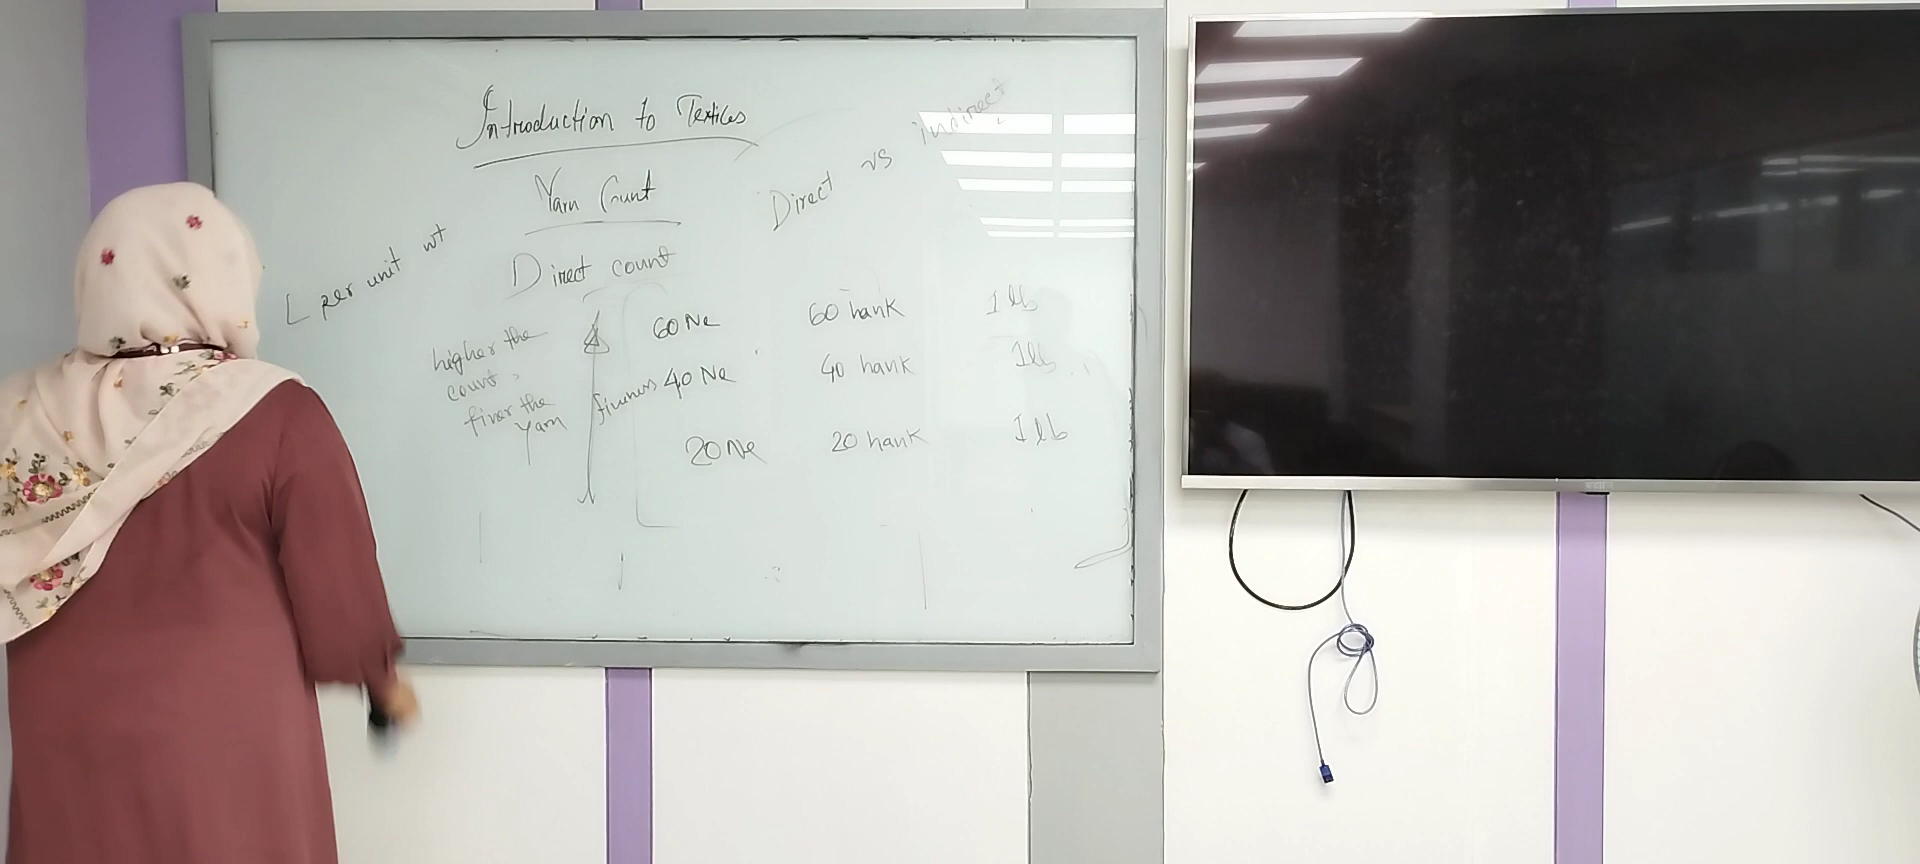 Introduction to Textiles
Yarn Count
Direct vs indirect
L per unit wt
Direct count
higher the
count,
finer the
yarn
60 Ne 60 hank 1 lb
finness 40 Ne 40 hank 1 lb
20 Ne 20 hank 1 lb